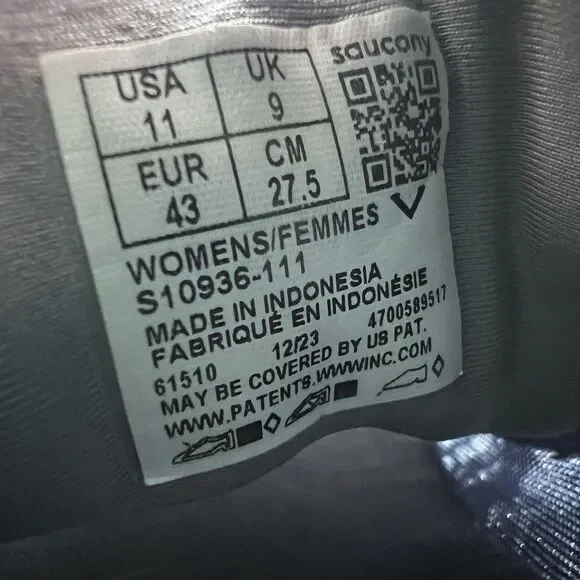 saucony
USA 11 UK 9
EUR 43 CM 27.5
WOMENS/FEMMES
S10936-111
MADE IN INDONESIA
FABRIQUÉ EN INDONÉSIE
61510 12/23 4700589517
MAY BE COVERED BY US PAT.
WWW.PATENTS.WWWINC.COM